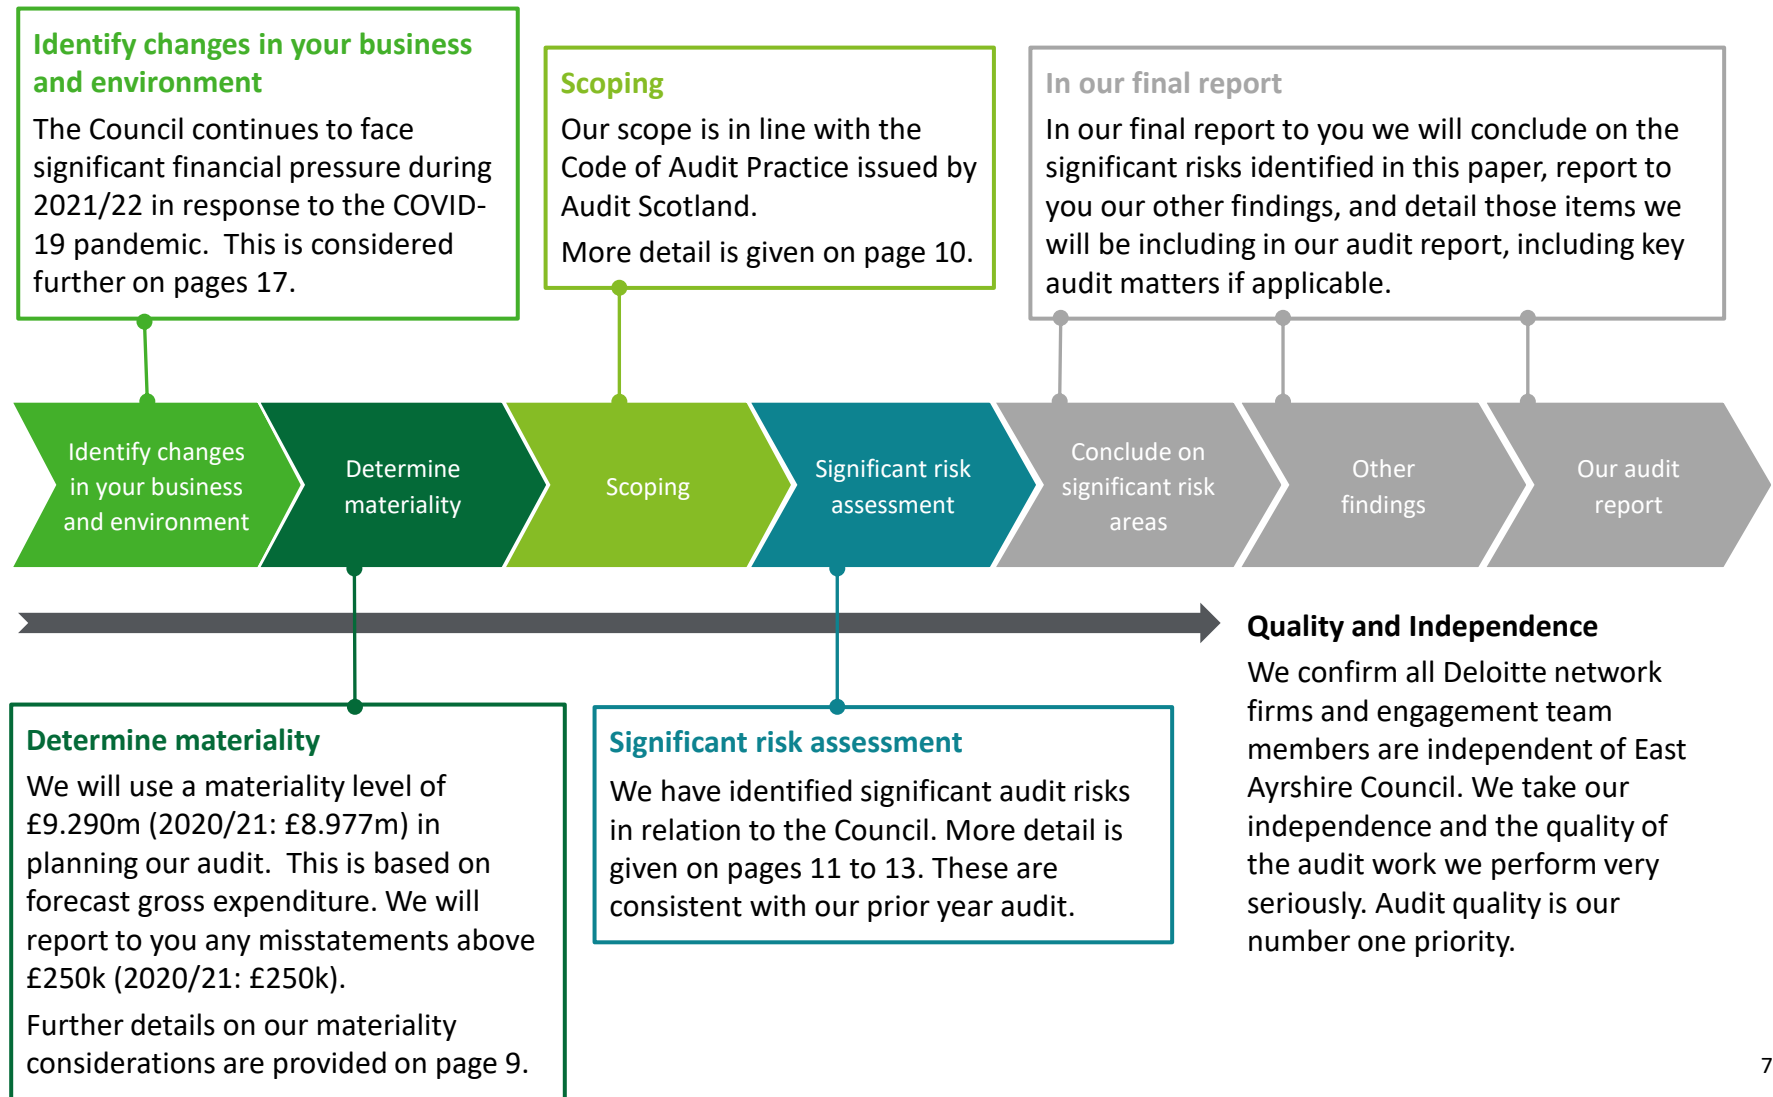 Identify changes in your business
and environment
The Council continues to face
significant financial pressure during
2021/22 in response to the COVID-
19 pandemic.  This is considered
further on pages 17.
Scoping
Our scope is in line with the
Code of Audit Practice issued by
Audit Scotland.
More detail is given on page 10.
In our final report
In our final report to you we will conclude on the
significant risks identified in this paper, report to
you our other findings, and detail those items we
will be including in our audit report, including key
audit matters if applicable.
Identify changes
in your business
and environment
Determine
materiality
Scoping
Significant risk
assessment
Conclude on
significant risk
areas
Other
findings
Our audit
report
Determine materiality
We will use a materiality level of
£9.290m (2020/21: £8.977m) in
planning our audit.  This is based on
forecast gross expenditure. We will
report to you any misstatements above
£250k (2020/21: £250k).
Further details on our materiality
considerations are provided on page 9.
Significant risk assessment
We have identified significant audit risks
in relation to the Council. More detail is
given on pages 11 to 13. These are
consistent with our prior year audit.
Quality and Independence
We confirm all Deloitte network
firms and engagement team
members are independent of East
Ayrshire Council. We take our
independence and the quality of
the audit work we perform very
seriously. Audit quality is our
number one priority.
7